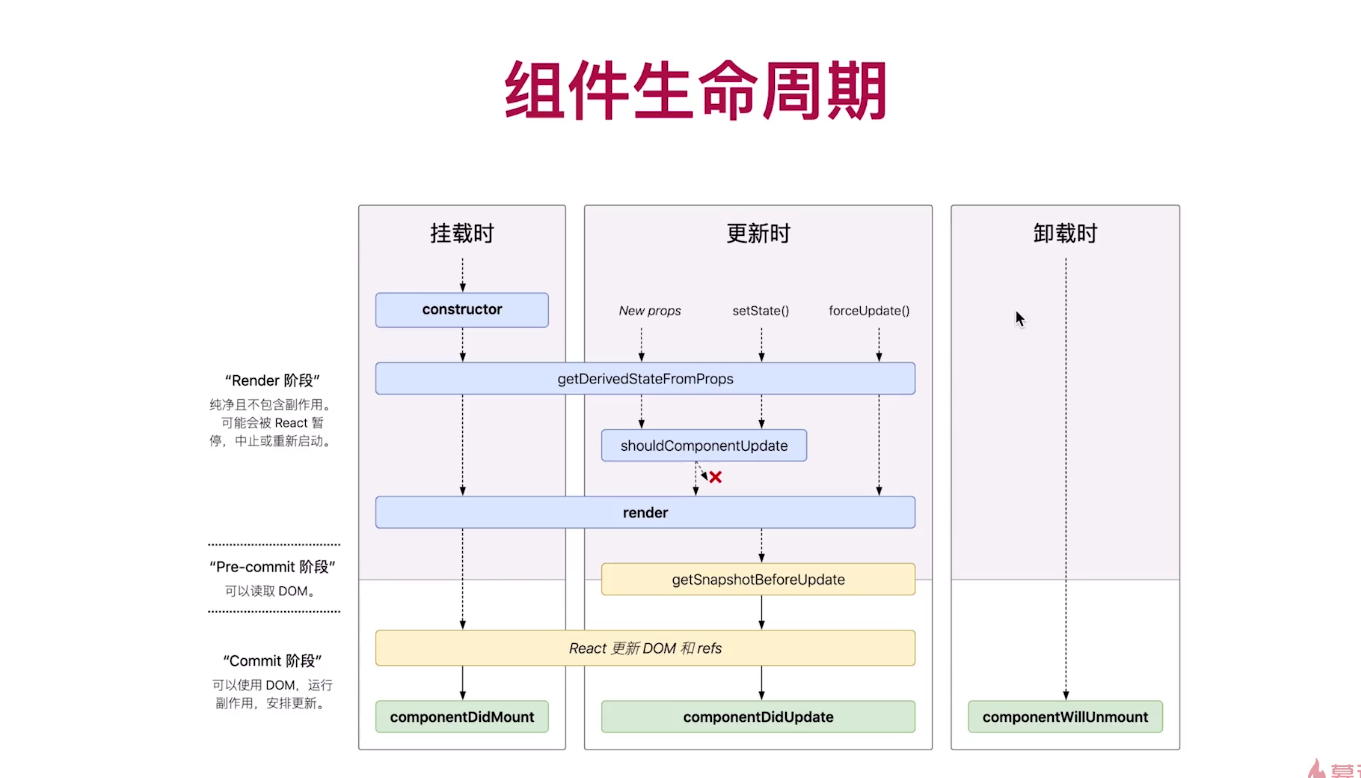 组件生命周期
挂载时
更新时
卸载时
constructor
New props
setState()
forceUpdate()
“Render 阶段”
纯净且不包含副作用。
可能会被 React 暂
停，中止或重新启动。
getDerivedStateFromProps
shouldComponentUpdate
render
“Pre-commit 阶段”
可以读取 DOM。
getSnapshotBeforeUpdate
“Commit 阶段”
可以使用 DOM，运行
副作用，安排更新。
React 更新 DOM 和 refs
componentDidMount
componentDidUpdate
componentWillUnmount